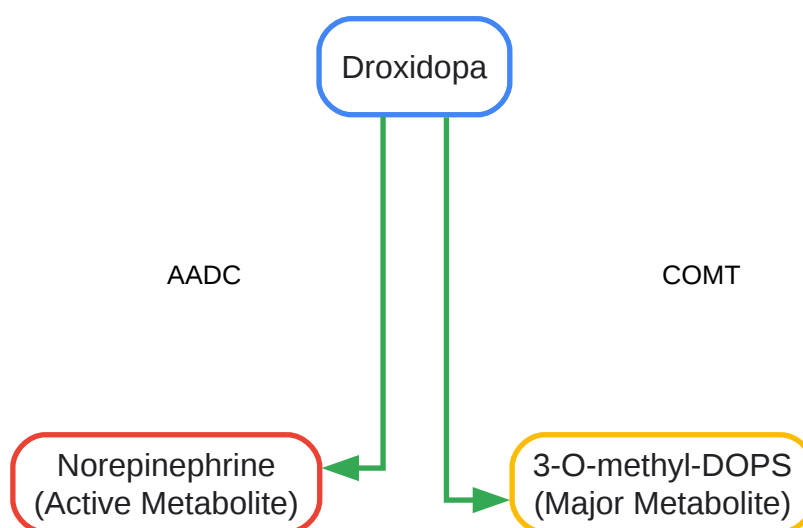 Droxidopa
AADC
COMT
Norepinephrine
(Active Metabolite)
3-O-methyl-DOPS
(Major Metabolite)